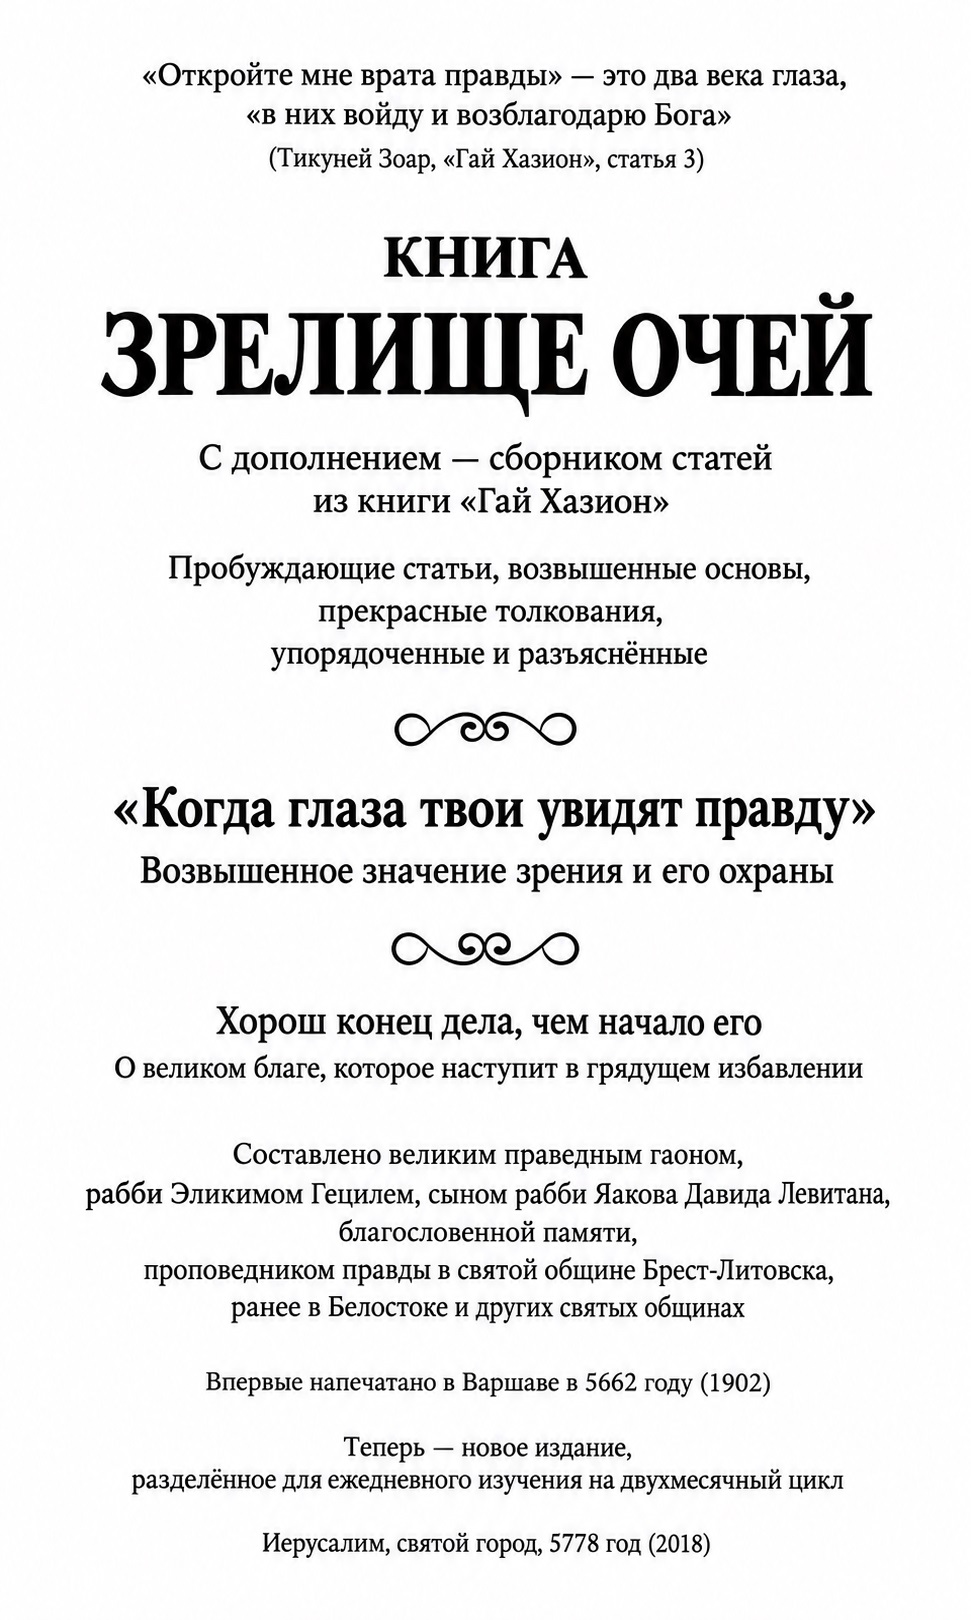 «Откройте мне врата правды» — это два века глаза,
«в них войду и возблагодарю Бога»
(Тикуней Зоар, «Гай Хазион», статья 3)
КНИГА
ЗРЕЛИЩЕ ОЧЕЙ
С дополнением — сборником статей
из книги «Гай Хазион»
Пробуждающие статьи, возвышенные основы,
прекрасные толкования,
упорядоченные и разъяснённые
«Когда глаза твои увидят правду»
Возвышенное значение зрения и его охраны
Хорош конец дела, чем начало его
О великом благе, которое наступит в грядущем избавлении
Составлено великим праведным гаоном,
рабби Эликимом Гецилем, сыном рабби Яакова Давида Левитана,
благословенной памяти,
проповедником правды в святой общине Брест-Литовска,
ранее в Белостоке и других святых общинах
Впервые напечатано в Варшаве в 5662 году (1902)
Теперь — новое издание,
разделённое для ежедневного изучения на двухмесячный цикл
Иерусалим, святой город, 5778 год (2018)